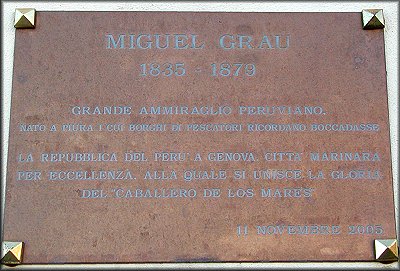 MIGUEL GRAU
1835 - 1879
GRANDE AMMIRAGLIO PERUVIANO,
NATO A PIURA I CUI BORGHI DI PESCATORI RICORDANO BOCCADASSE
LA REPUBBLICA DEL PERU' A GENOVA, CITTA' MARINARA
PER ECCELLENZA, ALLA QUALE SI UNISCE LA GLORIA
DEL "CABALLERO DE LOS MARES"
11 NOVEMBRE 2005